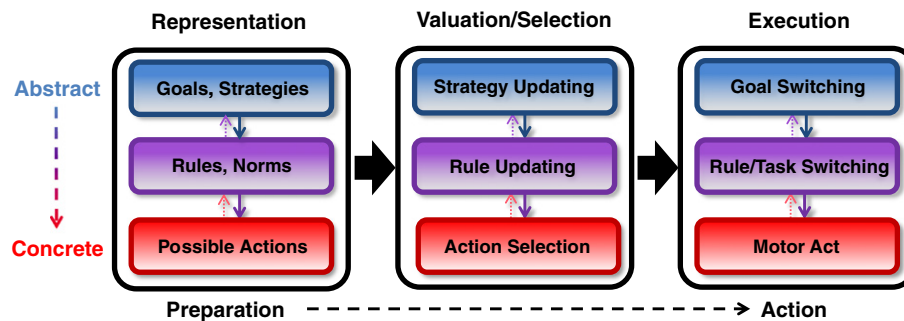 Representation
Valuation/Selection
Execution
Abstract
Goals, Strategies
Strategy Updating
Goal Switching
Rules, Norms
Rule Updating
Rule/Task Switching
Concrete
Possible Actions
Action Selection
Motor Act
Preparation
Action